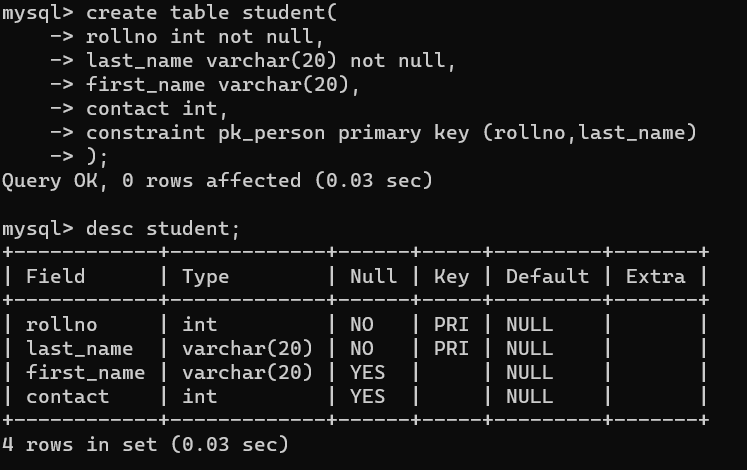 mysql> create table student(
    -> rollno int not null,
    -> last_name varchar(20) not null,
    -> first_name varchar(20),
    -> contact int,
    -> constraint pk_person primary key (rollno,last_name)
    -> );
Query OK, 0 rows affected (0.03 sec)

mysql> desc student;
+------------+-------------+------+-----+---------+-------+
| Field      | Type        | Null | Key | Default | Extra |
+------------+-------------+------+-----+---------+-------+
| rollno     | int         | NO   | PRI | NULL    |       |
| last_name  | varchar(20) | NO   | PRI | NULL    |       |
| first_name | varchar(20) | YES  |     | NULL    |       |
| contact    | int         | YES  |     | NULL    |       |
+------------+-------------+------+-----+---------+-------+
4 rows in set (0.03 sec)